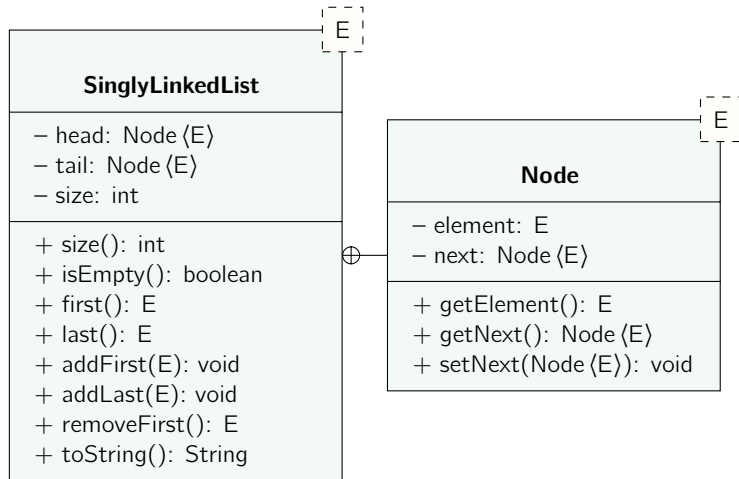 E
SinglyLinkedList
– head: Node ⟨E⟩
– tail: Node ⟨E⟩
– size: int
+ size(): int
+ isEmpty(): boolean
+ first(): E
+ last(): E
+ addFirst(E): void
+ addLast(E): void
+ removeFirst(): E
+ toString(): String
E
Node
– element: E
– next: Node ⟨E⟩
+ getElement(): E
+ getNext(): Node ⟨E⟩
+ setNext(Node ⟨E⟩): void